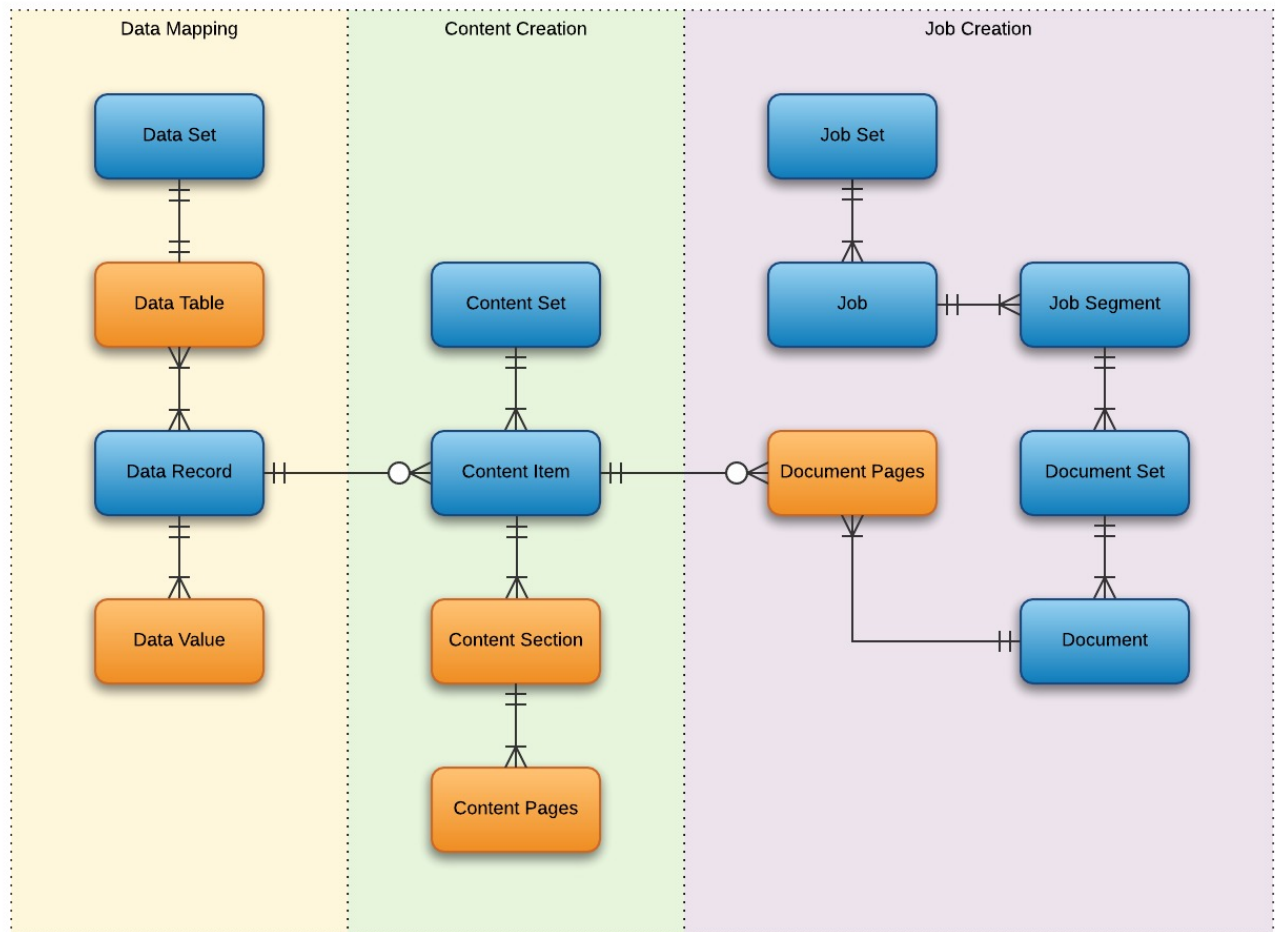 Data Mapping
Content Creation
Job Creation
Data Set
Job Set
Data Table
Content Set
Job
Job Segment
Data Record
Content Item
Document Pages
Document Set
Data Value
Content Section
Document
Content Pages